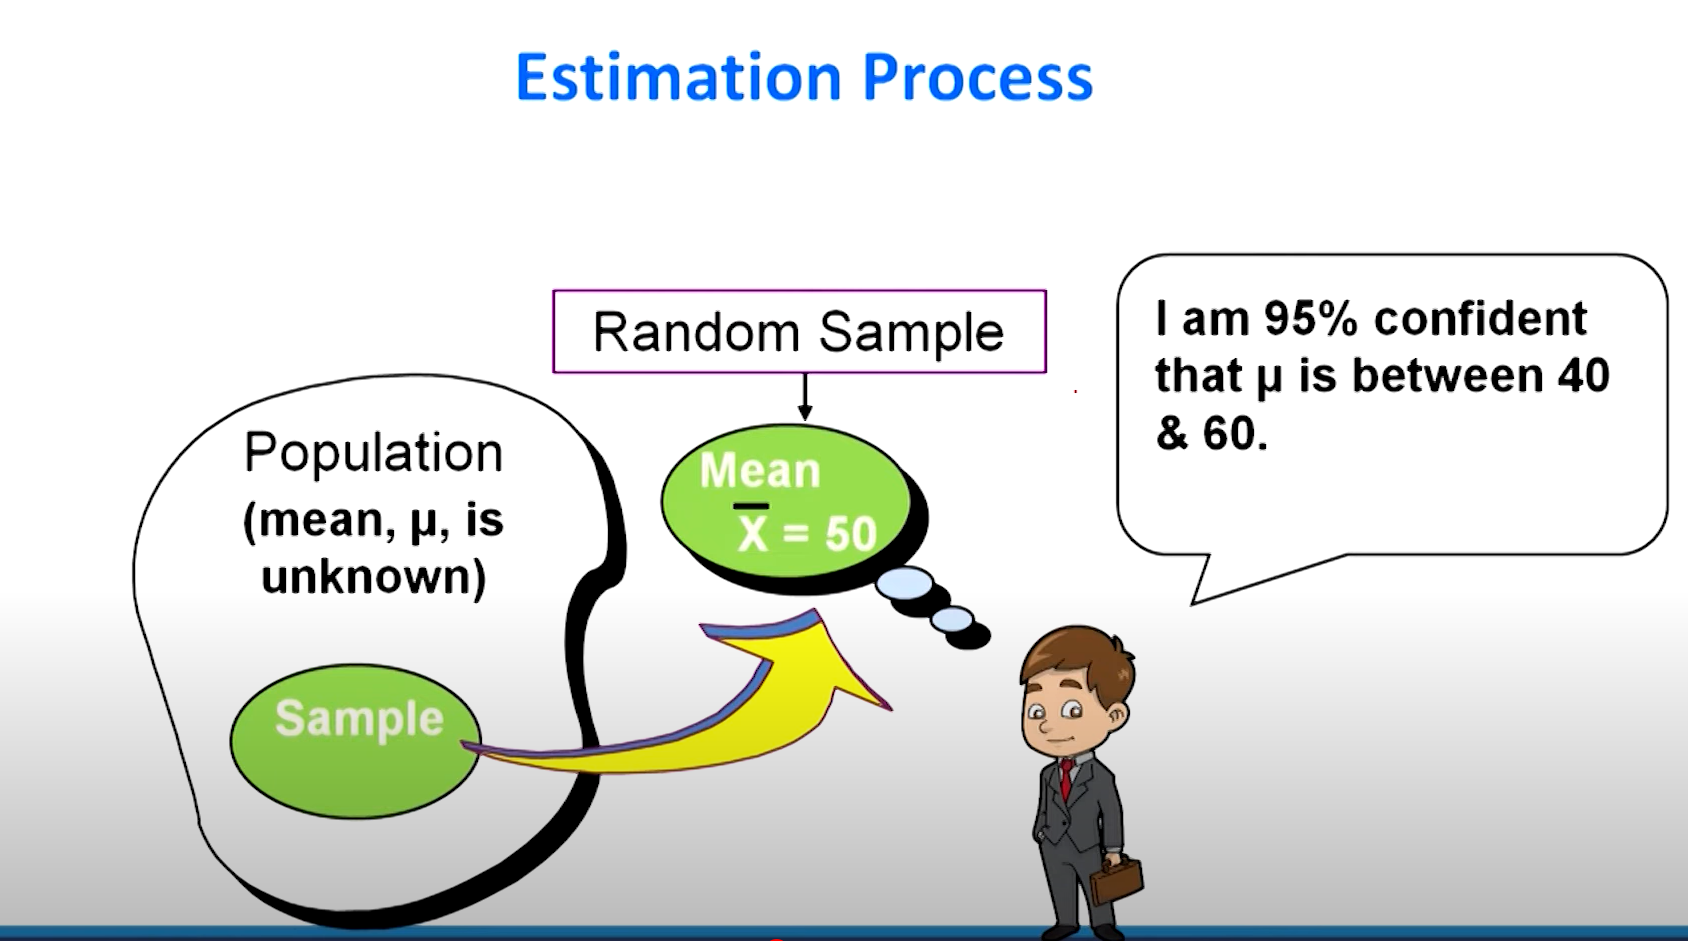 Estimation Process
Random Sample
I am 95% confident
that μ is between 40
& 60.
Population
(mean, μ, is
unknown)
Mean
X̅ = 50
Sample